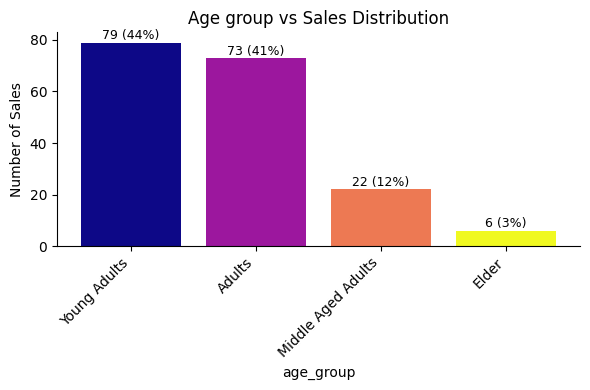 Age group vs Sales Distribution
Number of Sales
80
60
40
20
0
79 (44%)
73 (41%)
22 (12%)
6 (3%)
Young Adults
Adults
Middle Aged Adults
Elder
age_group